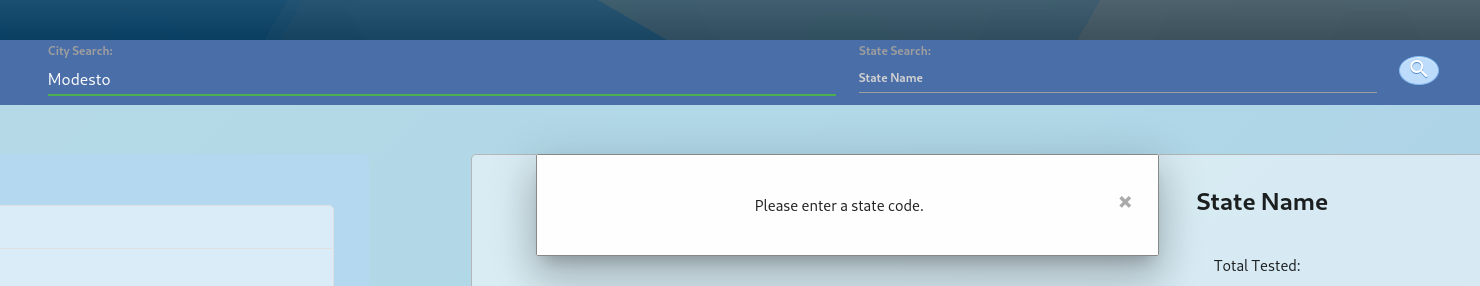 City Search:
State Search:
Modesto
State Name
Please enter a state code.
✖
State Name
Total Tested: